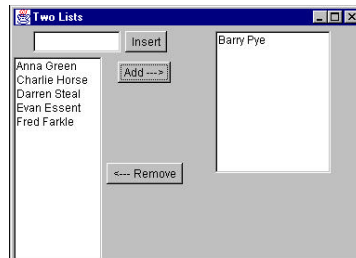 Two Lists
Insert
Barry Pye
Anna Green
Charlie Horse
Darren Steal
Evan Essent
Fred Farkle
Add --->
<--- Remove